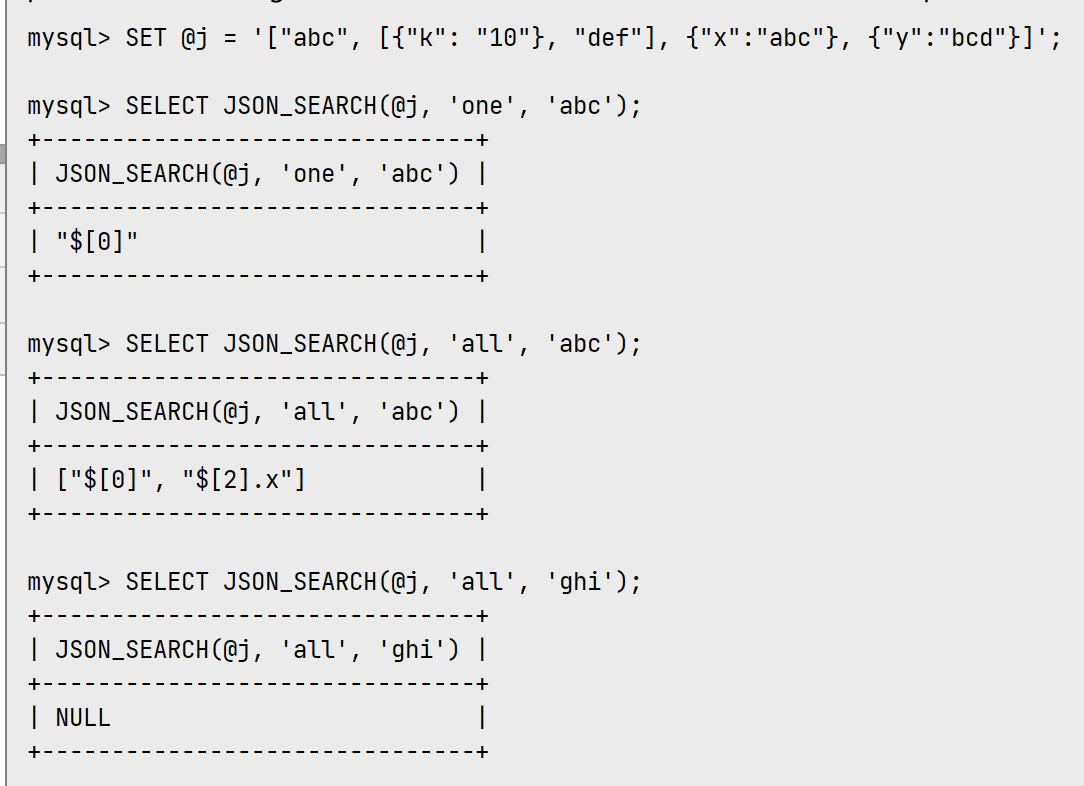 mysql> SET @j = '["abc", [{"k": "10"}, "def"], {"x":"abc"}, {"y":"bcd"}]';
mysql> SELECT JSON_SEARCH(@j, 'one', 'abc');
+-------------------------------+
| JSON_SEARCH(@j, 'one', 'abc') |
+-------------------------------+
| "$[0]"                        |
+-------------------------------+
mysql> SELECT JSON_SEARCH(@j, 'all', 'abc');
+-------------------------------+
| JSON_SEARCH(@j, 'all', 'abc') |
+-------------------------------+
| ["$[0]", "$[2].x"]            |
+-------------------------------+
mysql> SELECT JSON_SEARCH(@j, 'all', 'ghi');
+-------------------------------+
| JSON_SEARCH(@j, 'all', 'ghi') |
+-------------------------------+
| NULL                          |
+-------------------------------+